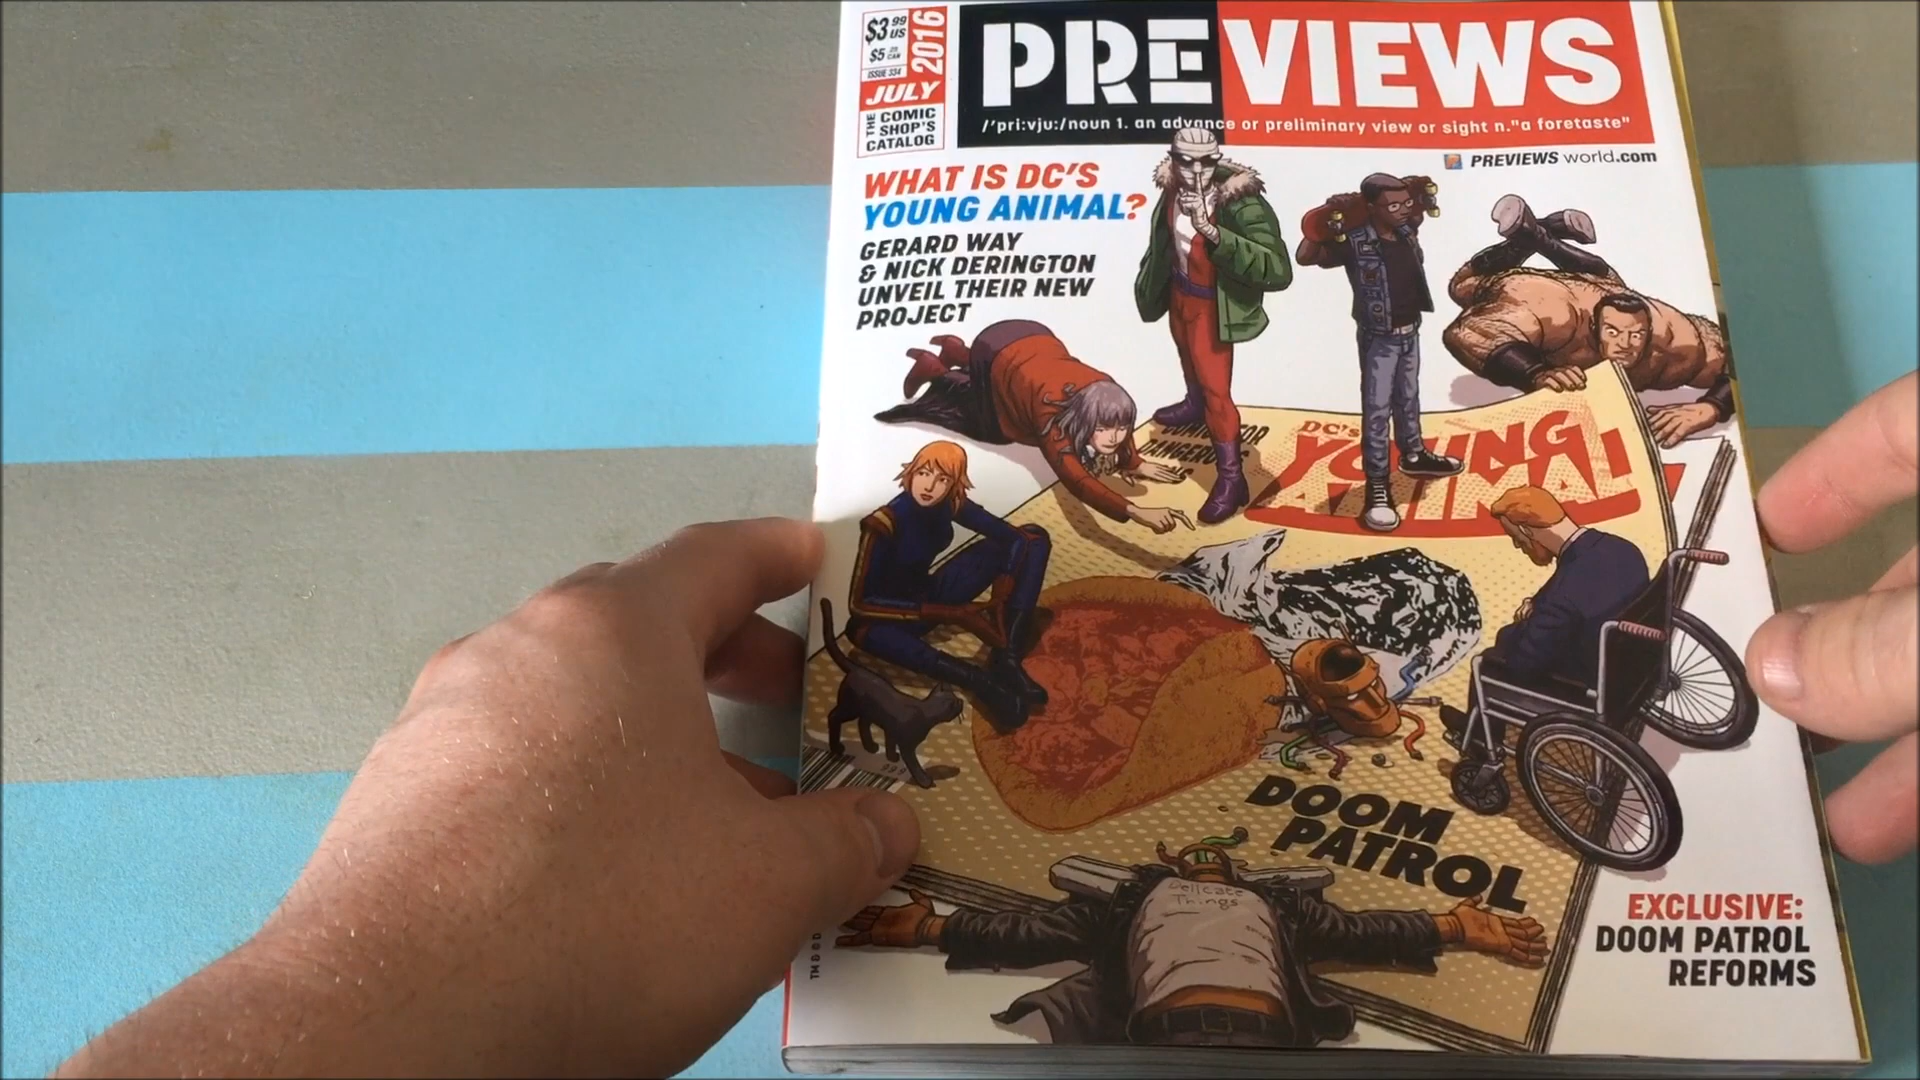 $3.99 US
$5 CAN
ISSUE 334
JULY
2016
THE COMIC
SHOP'S
CATALOG
PREVIEWS
/'pri:vju:/noun 1. an advance or preliminary view or sight n."a foretaste"
PREVIEWS world.com
WHAT IS DC'S
YOUNG ANIMAL?
GERARD WAY
& NICK DERINGTON
UNVEIL THEIR NEW
PROJECT
DC's
YOUNG
ANIMAL
DOOM
PATROL
Delicate
Things
EXCLUSIVE:
DOOM PATROL
REFORMS